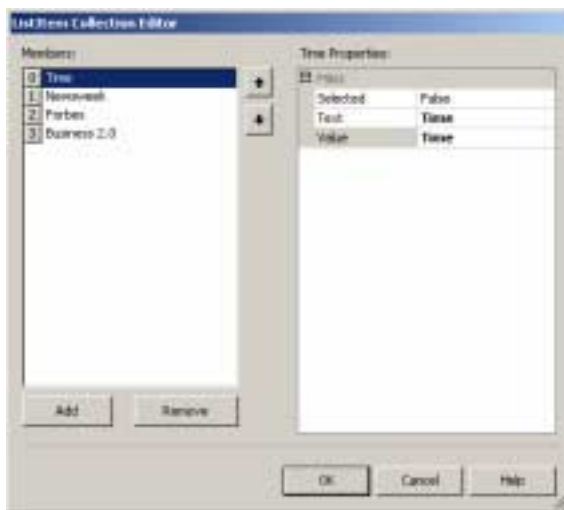 ListItem Collection Editor
Members:
0 Time
1 Newsweek
2 Forbes
3 Business 2.0
Add
Remove
Time Properties:
Misc
Selected False
Text Time
Value Time
OK
Cancel
Help